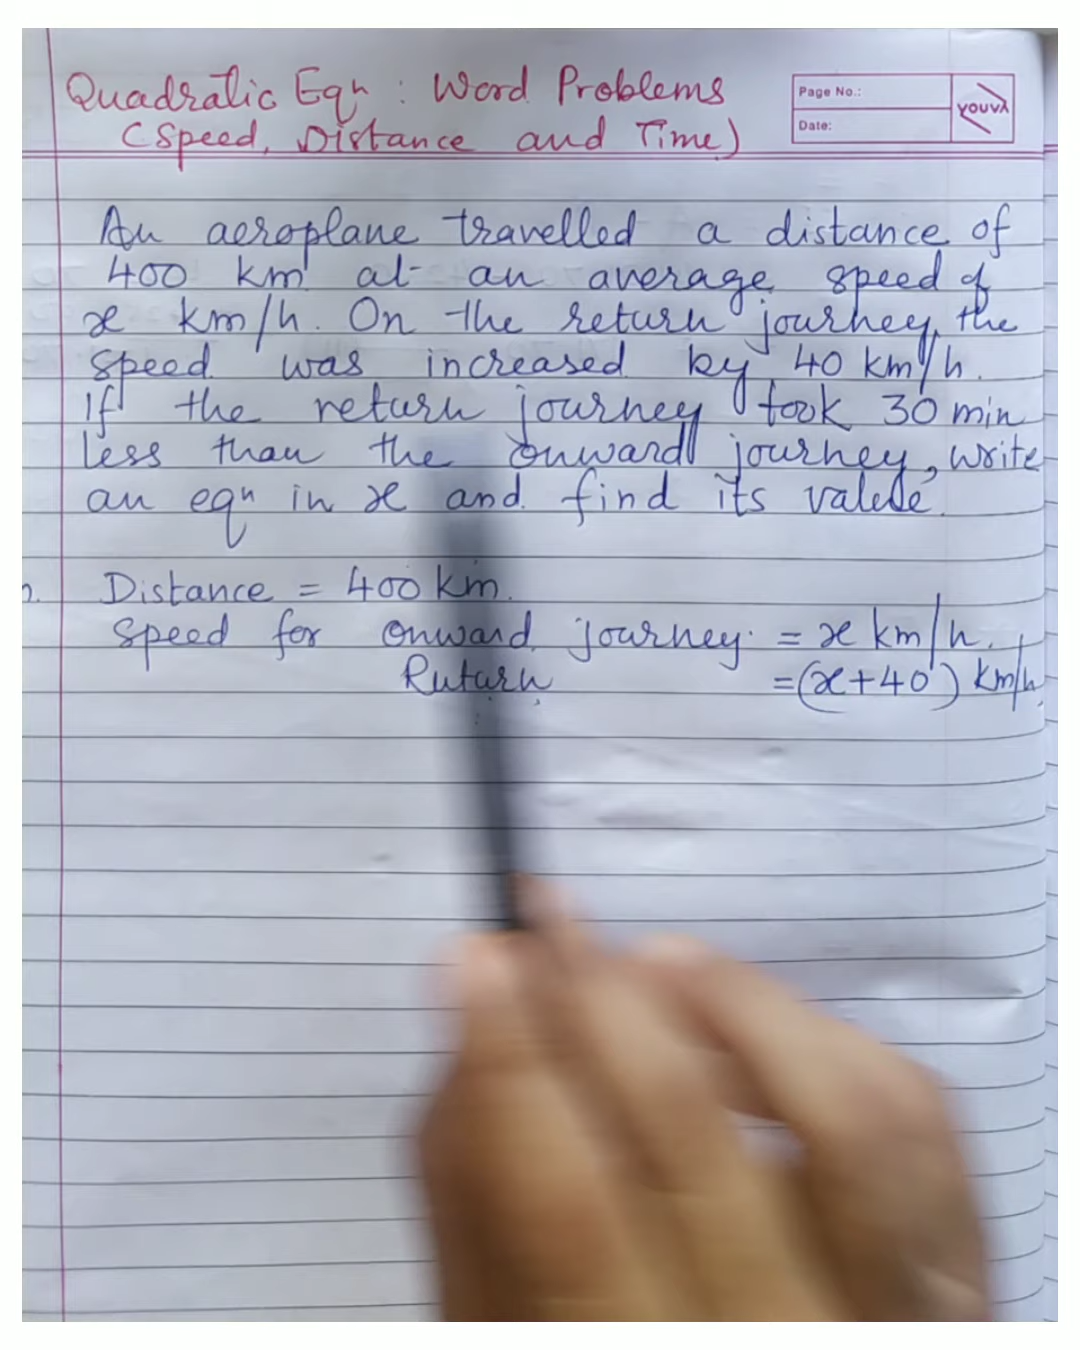 Quadratic Eqn : Word Problems
(Speed, Distance and Time)
Page No.:
Date:
YOUVA
An aeroplane travelled a distance of
400 km at an average speed of
x km/h. On the return journey, the
speed was increased by 40 km/h.
If the return journey took 30 min
less than the onward journey, write
an eqn in x and find its value.
Distance = 400 km.
Speed for onward journey = x km/h.
Ruturn = (x+40) km/h.